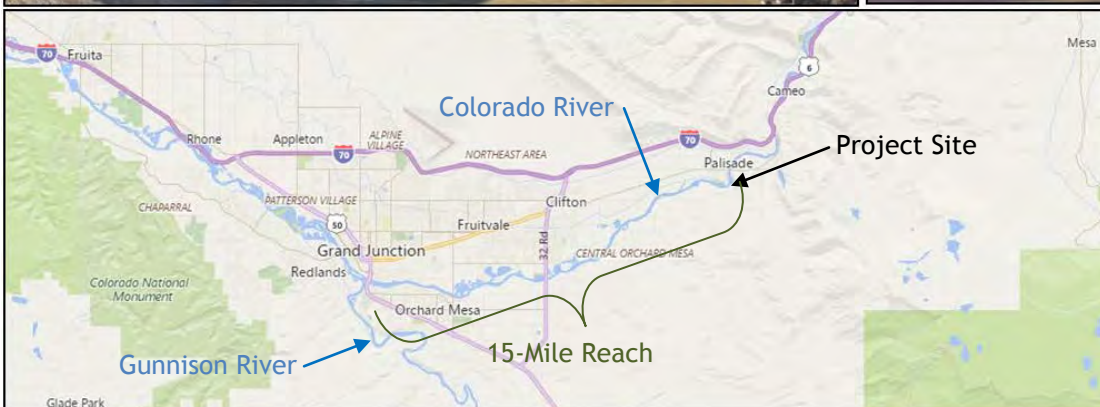 Mesa
70
Fruita
6
Cameo
Colorado River
Rhone
Appleton
ALPINE
VILLAGE
70
NORTHEAST AREA
70
Project Site
Palisade
CHAPARRAL
PATTERSON VILLAGE
Clifton
50
Fruitvale
Grand Junction
32 Rd
CENTRAL ORCHARD MESA
Redlands
Colorado National
Monument
Orchard Mesa
15-Mile Reach
Gunnison River
Glade Park